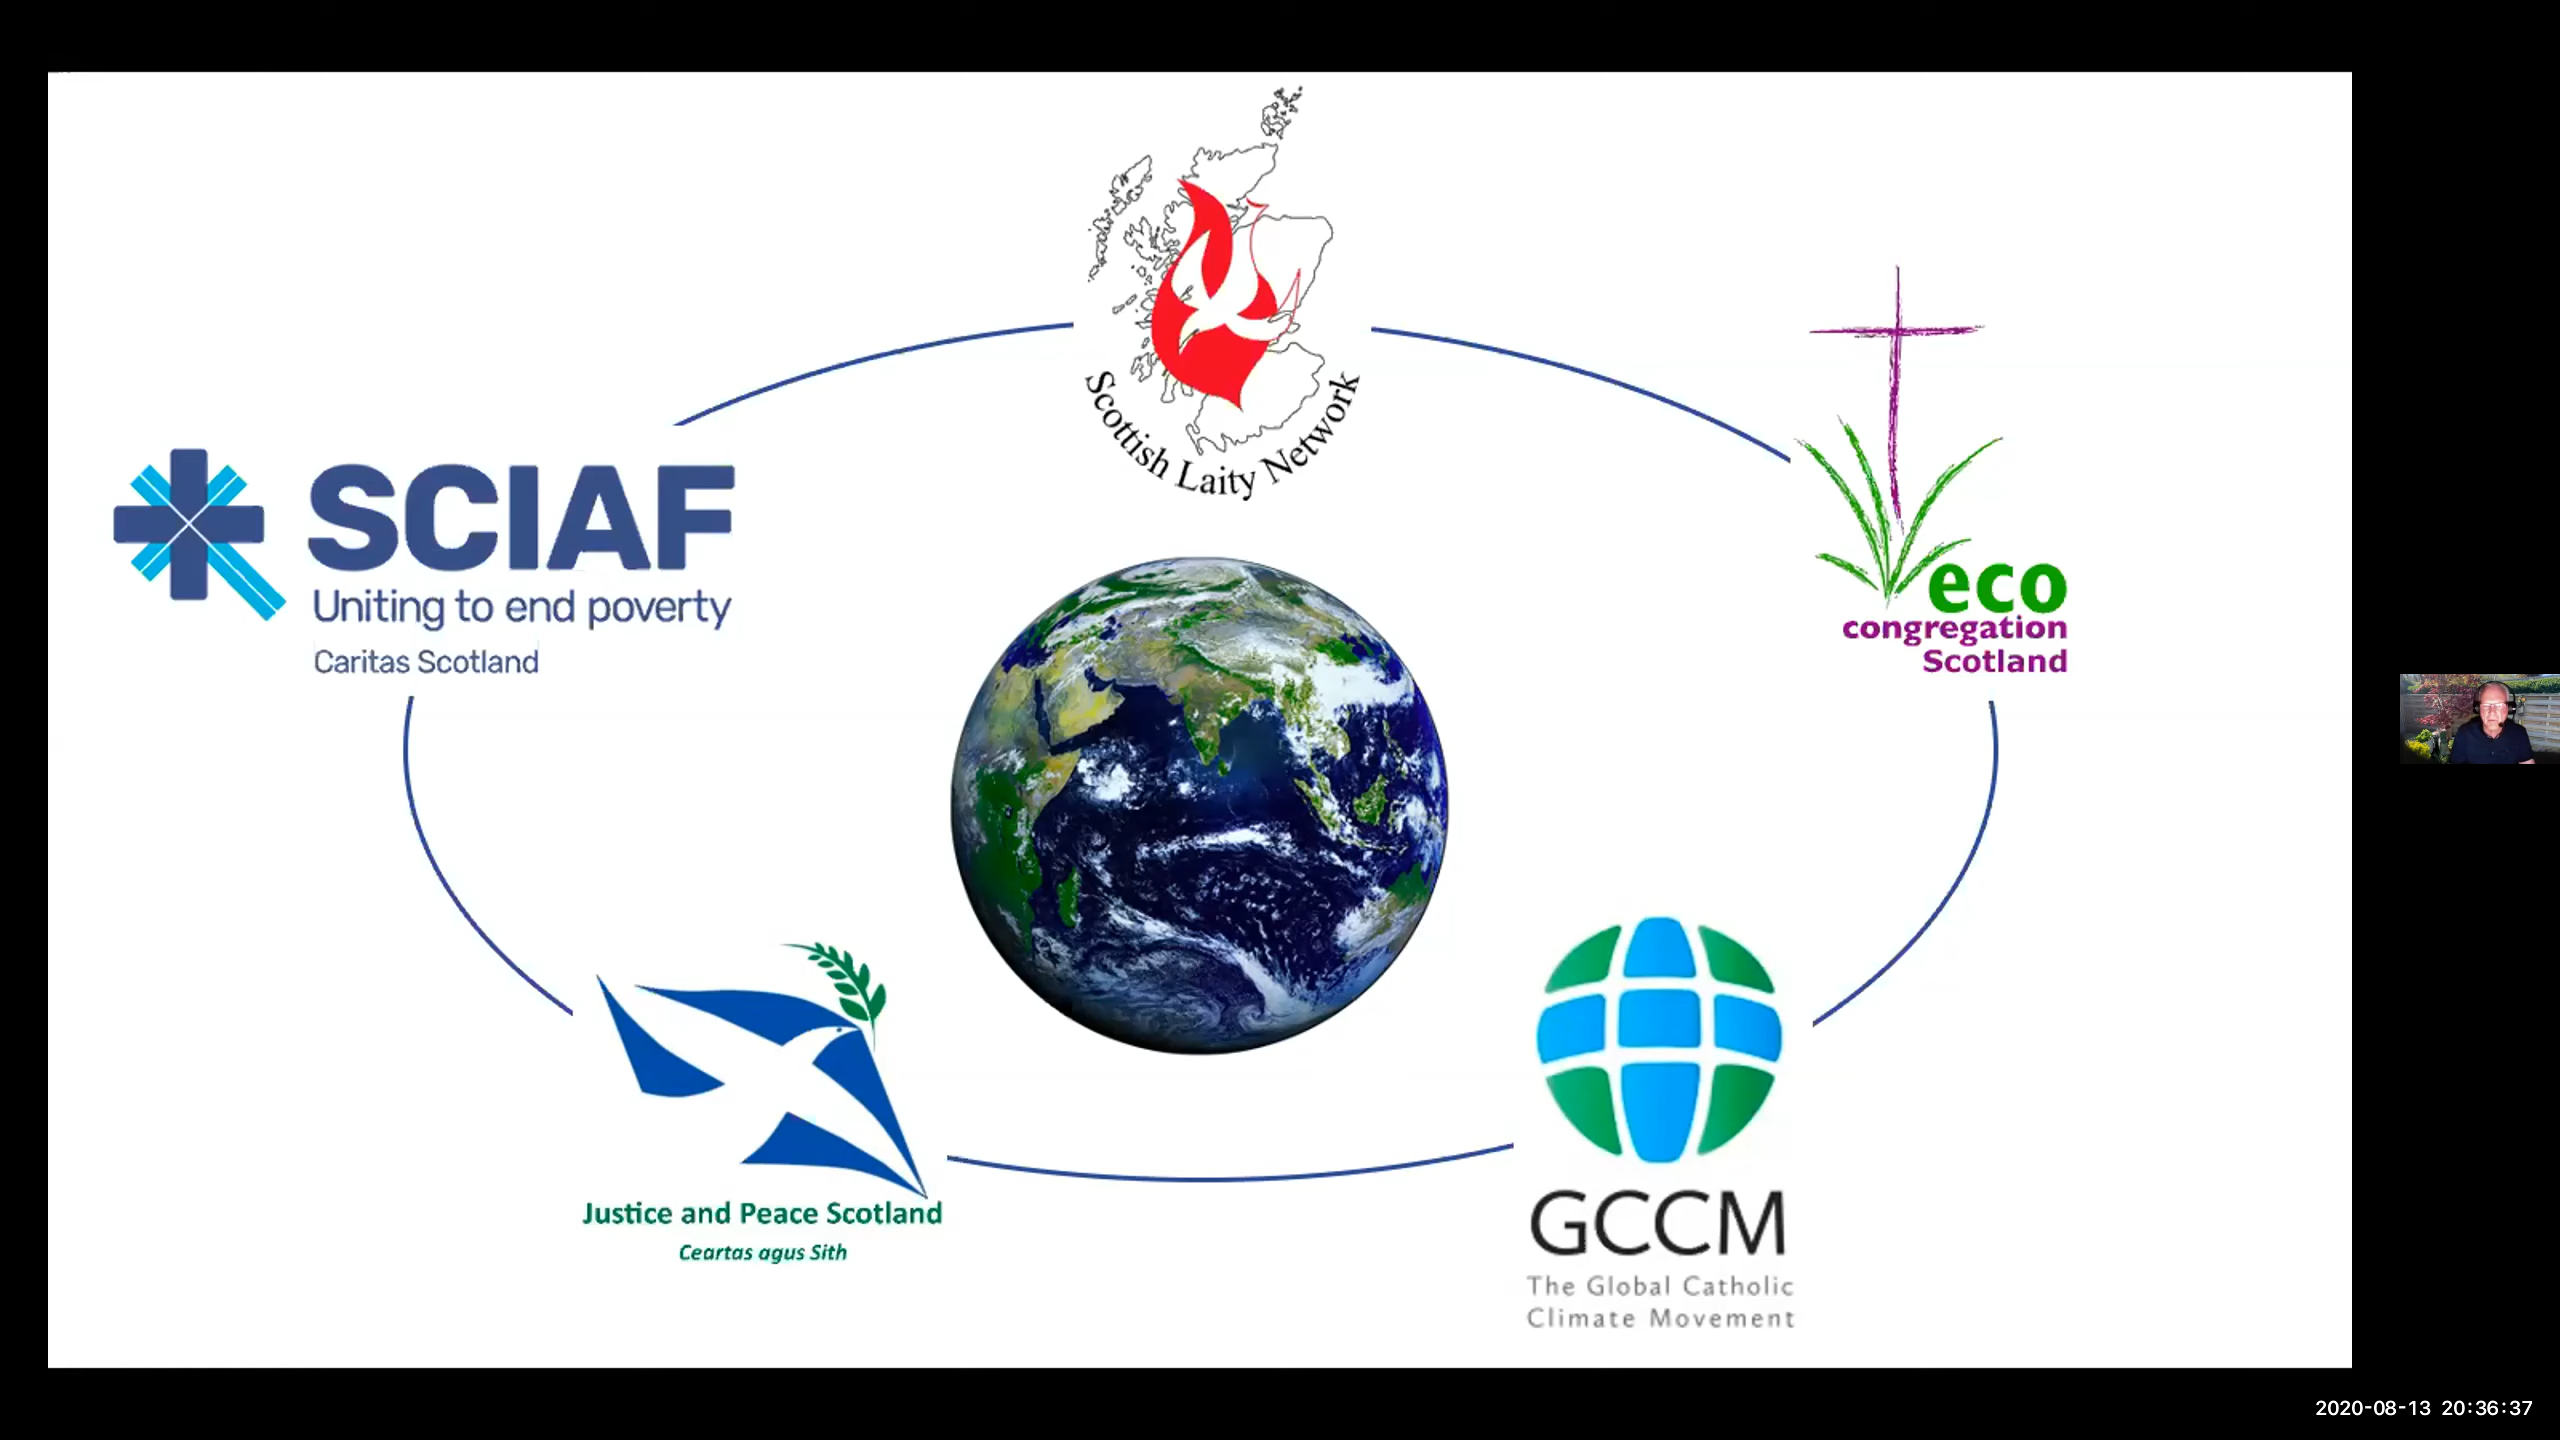 Scottish Laity Network
SCIAF
Uniting to end poverty
Caritas Scotland
eco
congregation
Scotland
Justice and Peace Scotland
Ceartas agus Sith
GCCM
The Global Catholic
Climate Movement
2020-08-13 20:36:37